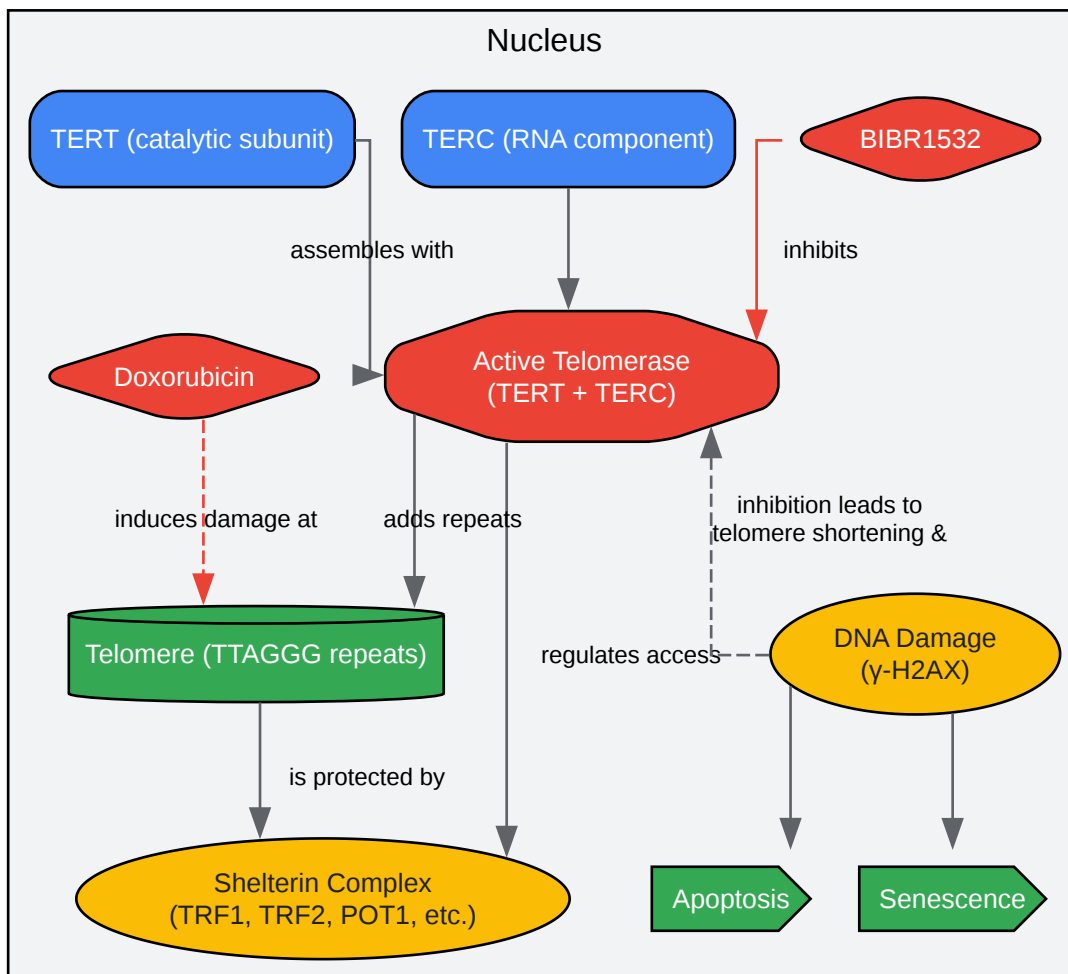 Nucleus
TERT (catalytic subunit)
TERC (RNA component)
BIBR1532
assembles with
inhibits
Doxorubicin
Active Telomerase
(TERT + TERC)
induces damage at
adds repeats
inhibition leads to
telomere shortening &
Telomere (TTAGGG repeats)
regulates access
DNA Damage
(γ-H2AX)
is protected by
Shelterin Complex
(TRF1, TRF2, POT1, etc.)
Apoptosis
Senescence